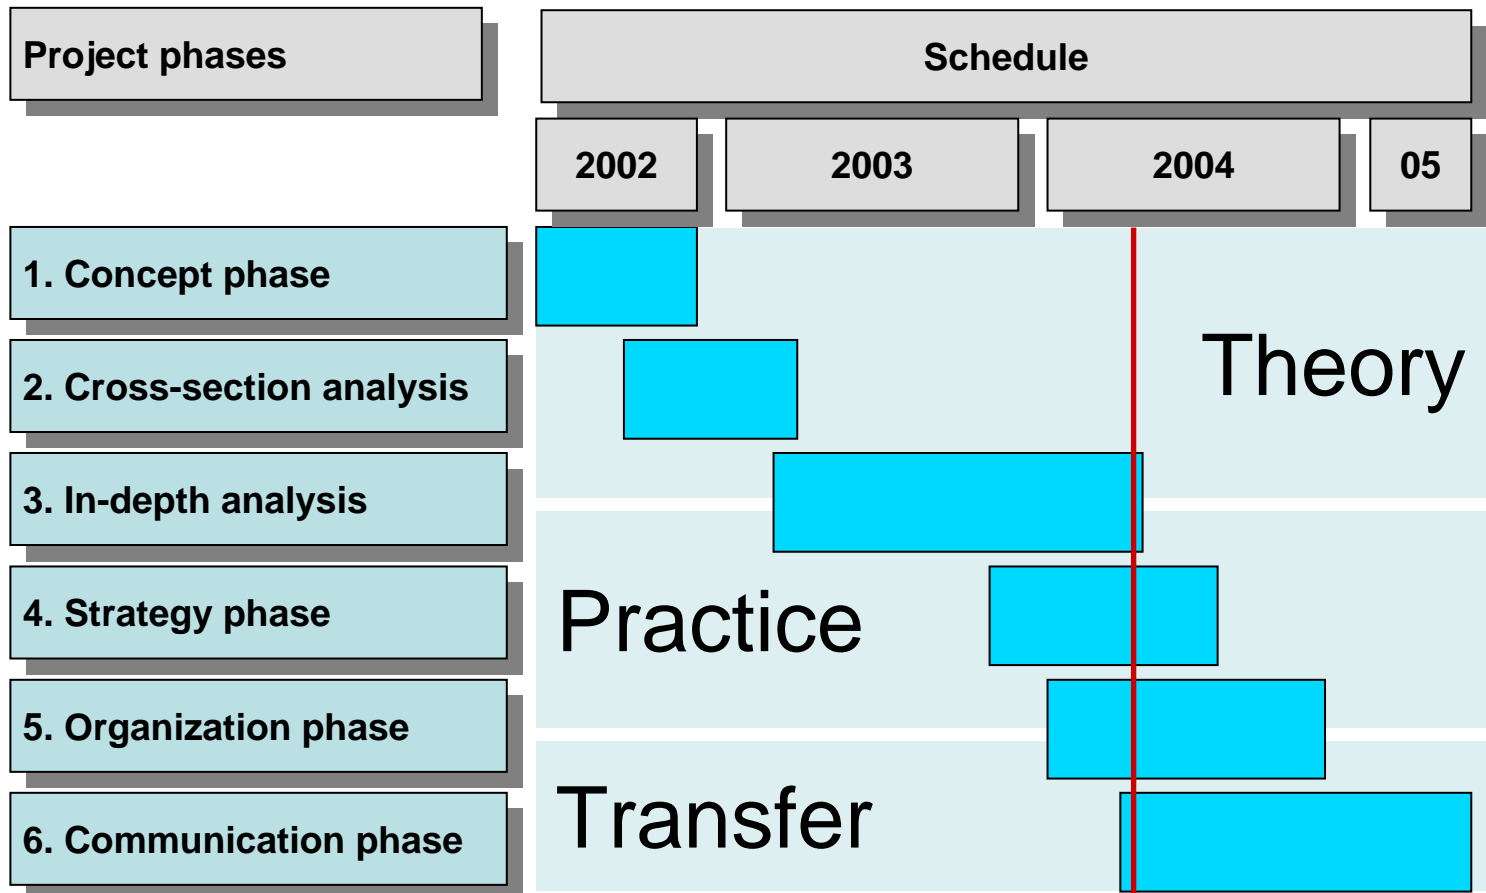 Project phases
Schedule
2002
2003
2004
05
1. Concept phase
Theory
2. Cross-section analysis
3. In-depth analysis
Practice
4. Strategy phase
5. Organization phase
Transfer
6. Communication phase